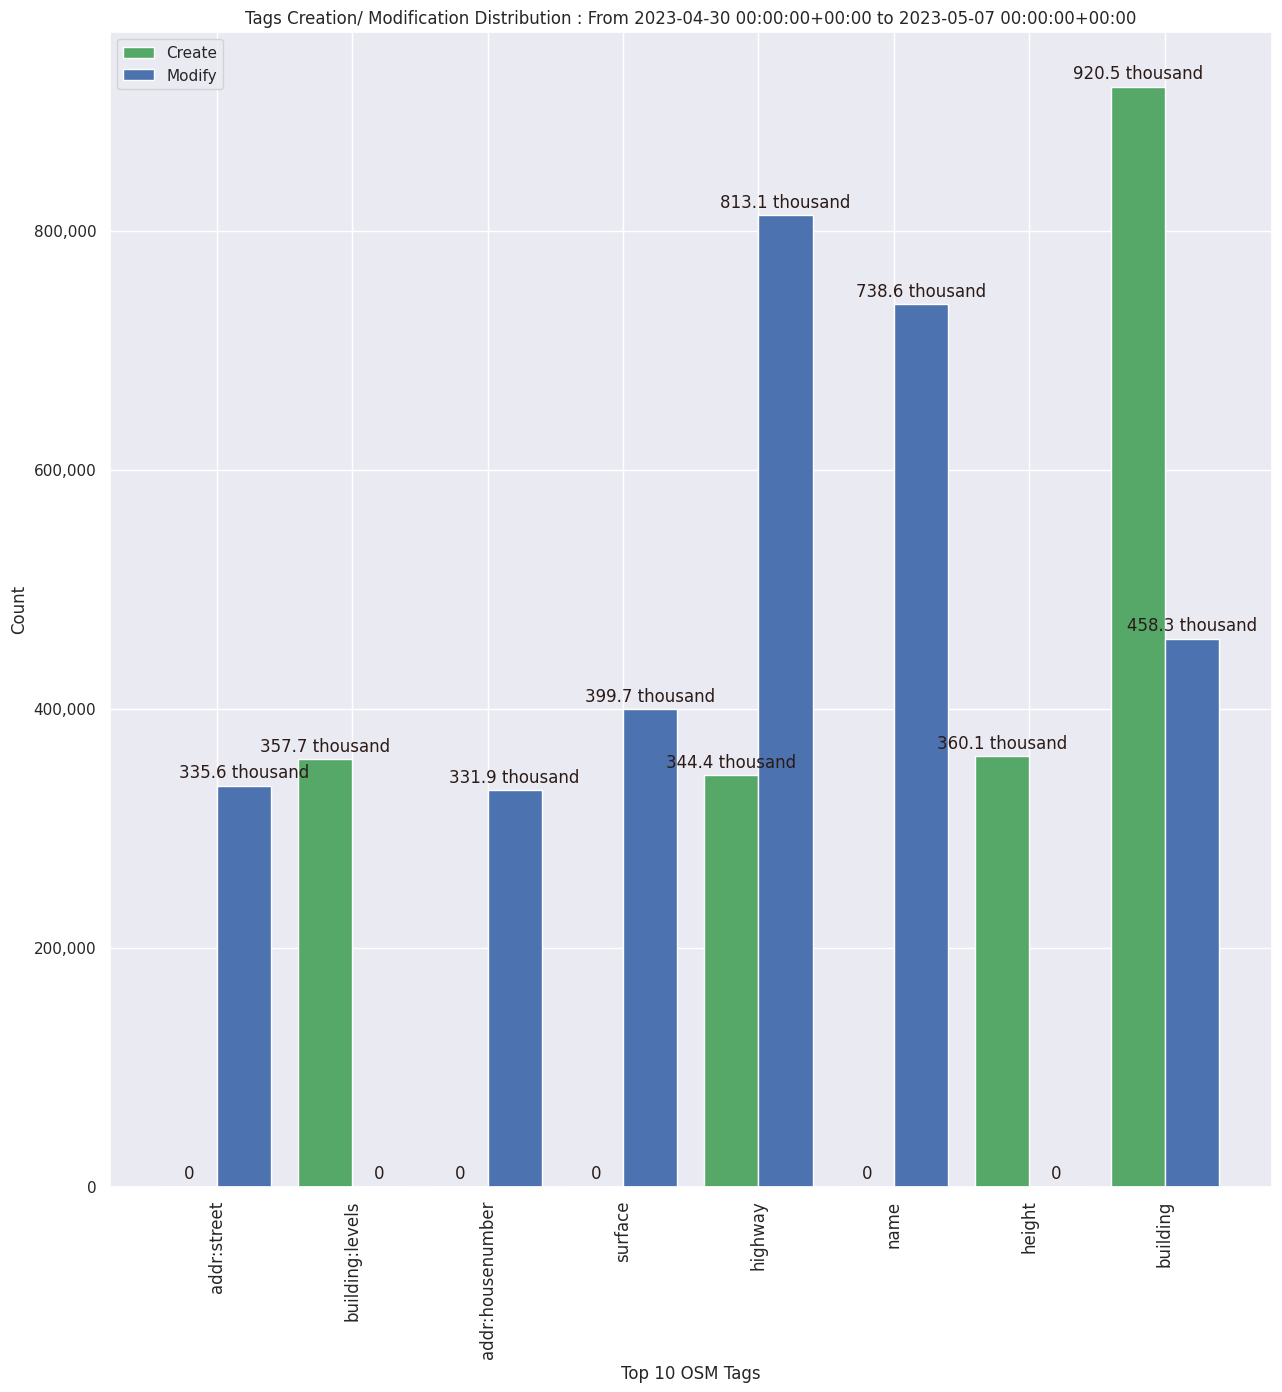 Tags Creation/ Modification Distribution : From 2023-04-30 00:00:00+00:00 to 2023-05-07 00:00:00+00:00
Create
Modify
920.5 thousand
813.1 thousand
738.6 thousand
458.3 thousand
399.7 thousand
357.7 thousand
360.1 thousand
344.4 thousand
335.6 thousand
331.9 thousand
0
0
0
0
0
0
800,000
600,000
400,000
200,000
0
Count
addr:street
building:levels
addr:housenumber
surface
highway
name
height
building
Top 10 OSM Tags